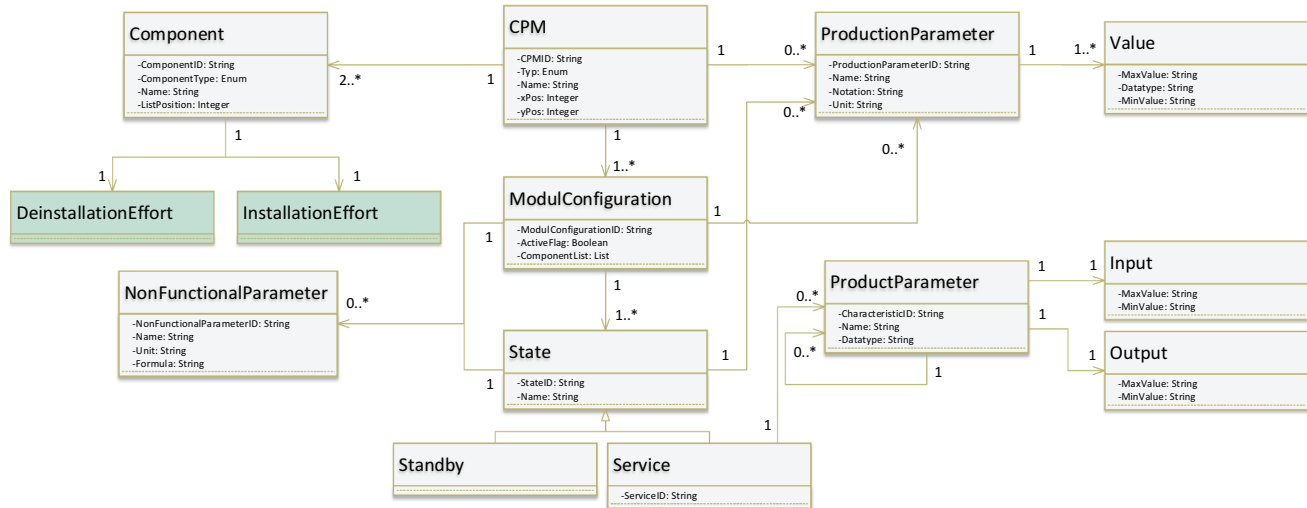 Component
-ComponentID: String
-ComponentType: Enum
-Name: String
-ListPosition: Integer
CPM
-CPMID: String
-Typ: Enum
-Name: String
-xPos: Integer
-yPos: Integer
ProductionParameter
-ProductionParameterID: String
-Name: String
-Notation: String
-Unit: String
Value
-MaxValue: String
-Datatype: String
-MinValue: String
1
2..*
1
0..*
1
1..*
1
1..*
0..*
0..*
1
1
1
DeinstallationEffort
InstallationEffort
ModulConfiguration
-ModulConfigurationID: String
-ActiveFlag: Boolean
-ComponentList: List
1
1
NonFunctionalParameter
-NonFunctionalParameterID: String
-Name: String
-Unit: String
-Formula: String
0..*
1
1
1..*
State
-StateID: String
-Name: String
1
ProductParameter
-CharacteristicID: String
-Name: String
-Datatype: String
0..*
0..*
1
1
1
Input
-MaxValue: String
-MinValue: String
1
1
Output
-MaxValue: String
-MinValue: String
Standby
Service
-ServiceID: String
1